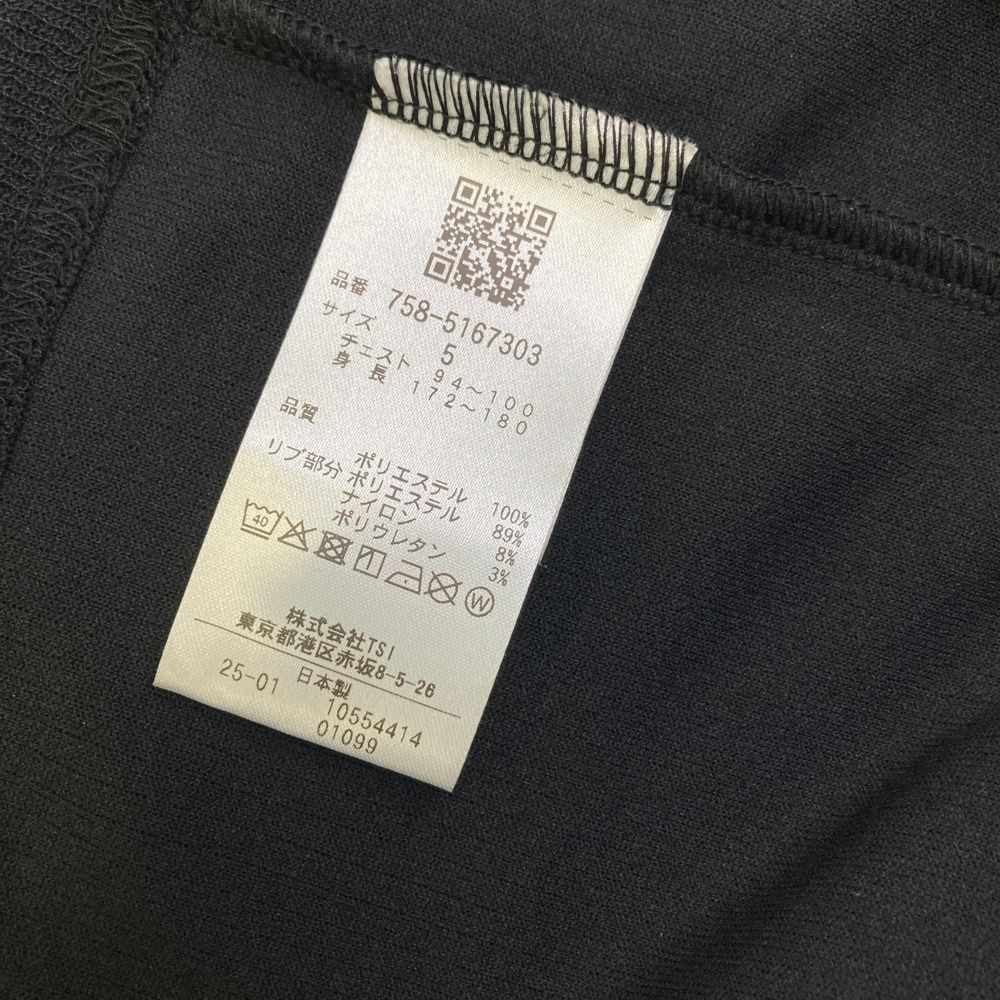 品番 758-5167303
サイズ 5
チェスト 94～100
身長 172～180
品質
ポリエステル 100%
リブ部分 ポリエステル 89%
ナイロン 8%
ポリウレタン 3%
40
W
株式会社TSI
東京都港区赤坂8-5-26
25-01 日本製
10554414
01099